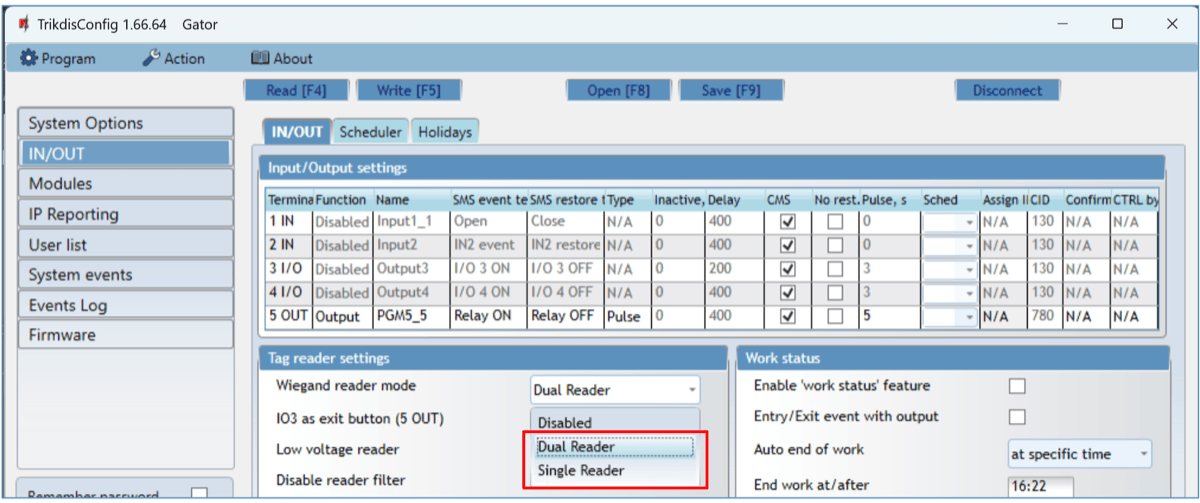 TrikdisConfig 1.66.64 Gator
Program Action About
Read [F4] Write [F5] Open [F8] Save [F9] Disconnect
System Options
IN/OUT
Modules
IP Reporting
User list
System events
Events Log
Firmware
Remember password
IN/OUT Scheduler Holidays
Input/Output settings
Termina Function Name SMS event te SMS restore t Type Inactive, Delay CMS No rest. Pulse, s Sched Assign I CID Confirm CTRL by
1 IN Disabled Input1_1 Open Close N/A 0 400 0 N/A 130 N/A N/A
2 IN Disabled Input2 IN2 event IN2 restore N/A 0 400 0 N/A 130 N/A N/A
3 I/O Disabled Output3 I/O 3 ON I/O 3 OFF N/A 0 200 3 N/A 130 N/A N/A
4 I/O Disabled Output4 I/O 4 ON I/O 4 OFF N/A 0 400 3 N/A 130 N/A N/A
5 OUT Output PGM5_5 Relay ON Relay OFF Pulse 0 400 5 N/A 780 N/A N/A
Tag reader settings
Wiegand reader mode Dual Reader
IO3 as exit button (5 OUT)
Low voltage reader
Disable reader filter
Disabled
Dual Reader
Single Reader
Work status
Enable 'work status' feature
Entry/Exit event with output
Auto end of work at specific time
End work at/after 16:22